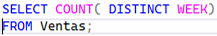 SELECT COUNT( DISTINCT WEEK)
FROM Ventas;